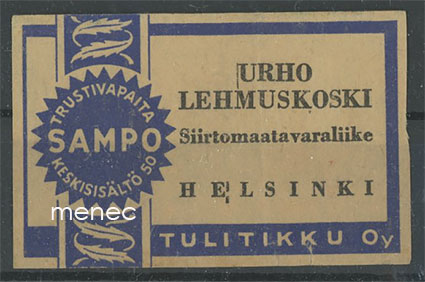 TRUSTIVAPAITA
SAMPO
KESKISISÄLTÖ 50
URHO
LEHMUSKOSKI
Siirtomaatavaraliike
HELSINKI
TULITIKKU Oy
menec